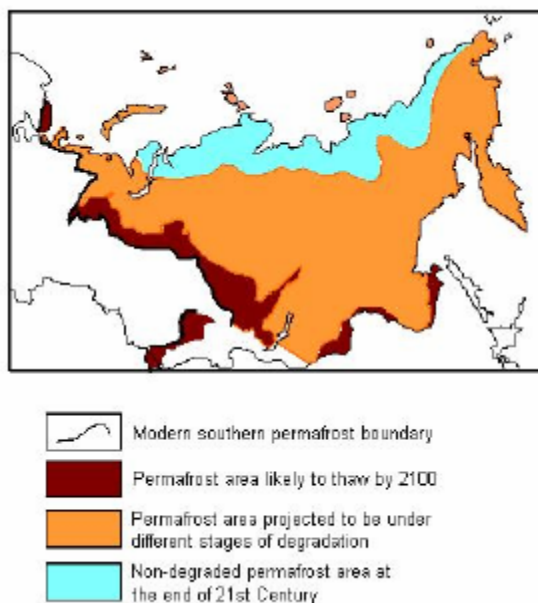 Modern southern permafrost boundary
Permafrost area likely to thaw by 2100
Permafrost area projected to be under
different stages of degradation
Non-degraded permafrost area at
the end of 21st Century